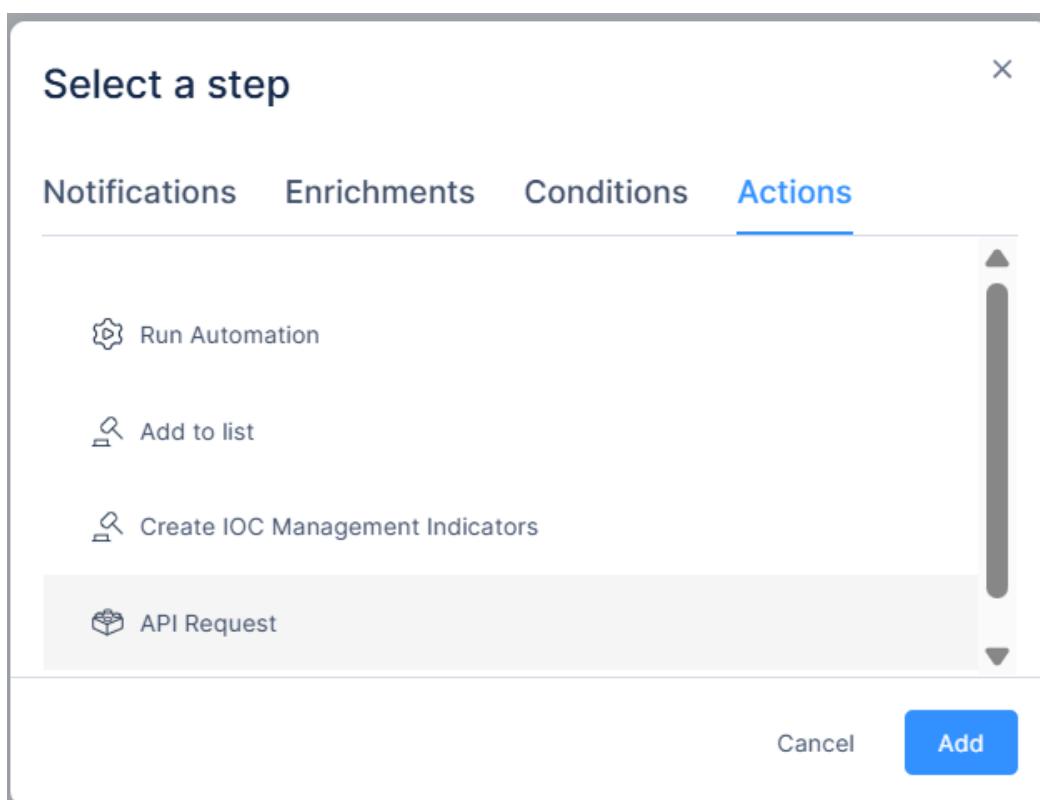 Select a step
Notifications Enrichments Conditions Actions
Run Automation
Add to list
Create IOC Management Indicators
API Request
Cancel Add